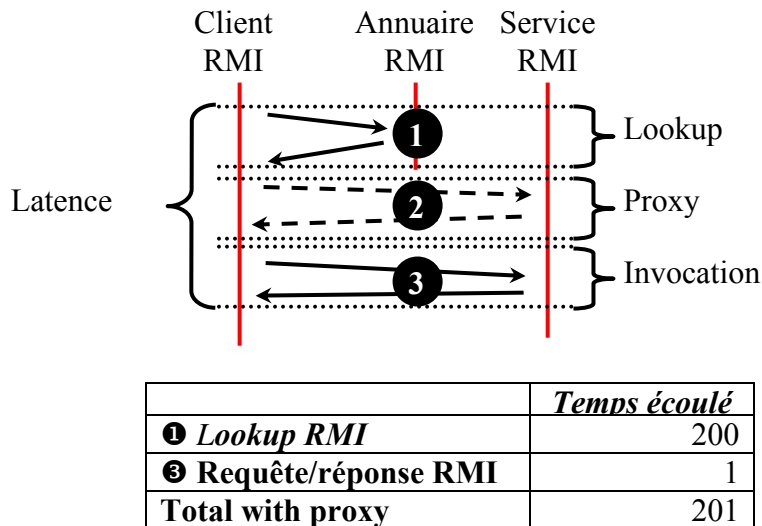 Client Annuaire Service
RMI RMI RMI
1 Lookup
Latence 2 Proxy
3 Invocation
Temps écoulé
❶ Lookup RMI 200
❸ Requête/réponse RMI 1
Total with proxy 201